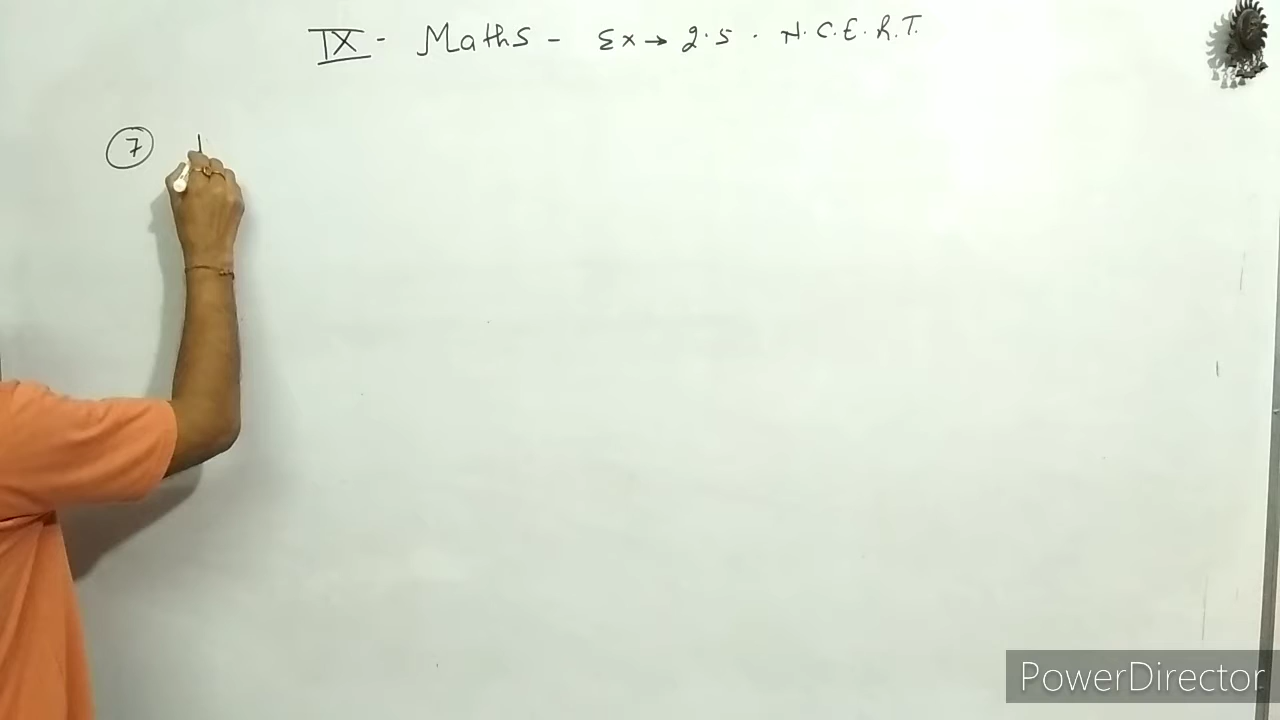 IX - Maths - Ex → 2.5 . N.C.E.R.T.
7
PowerDirector